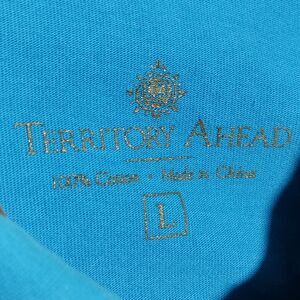 TERRITORY AHEAD
100% Cotton • Made in China
L